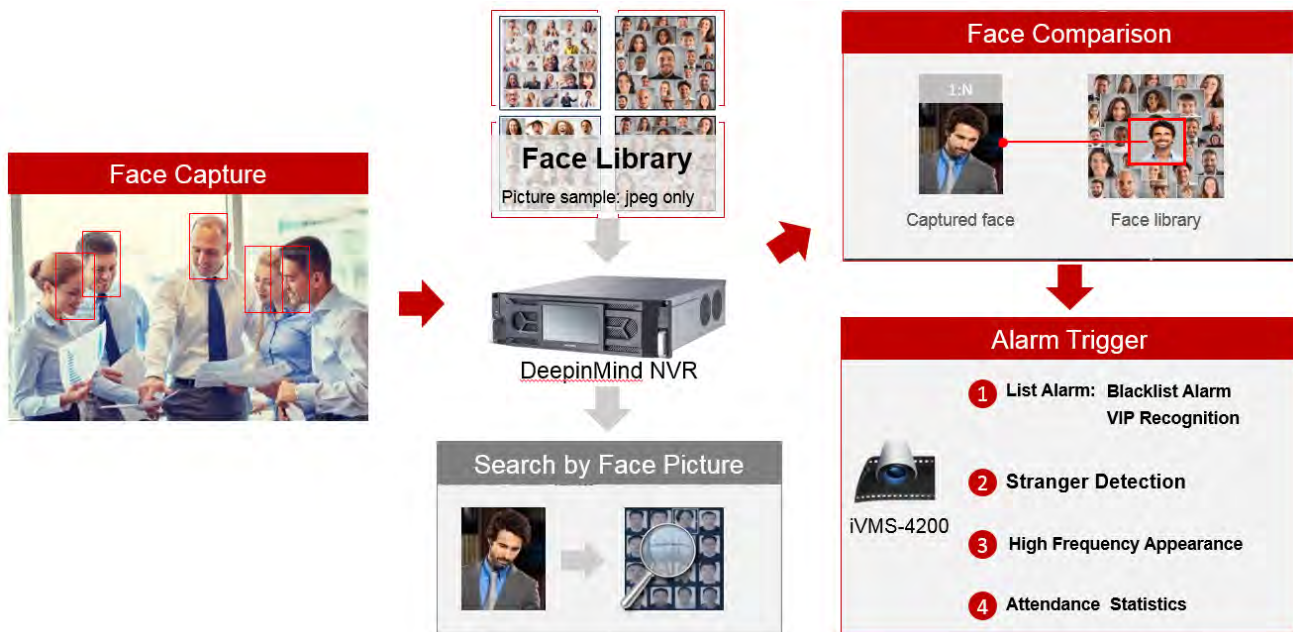 Face Capture
Face Library
Picture sample: jpeg only
DeepinMind NVR
Search by Face Picture
Face Comparison
1:N
Captured face
Face library
Alarm Trigger
iVMS-4200
1 List Alarm: Blacklist Alarm
VIP Recognition
2 Stranger Detection
3 High Frequency Appearance
4 Attendance Statistics